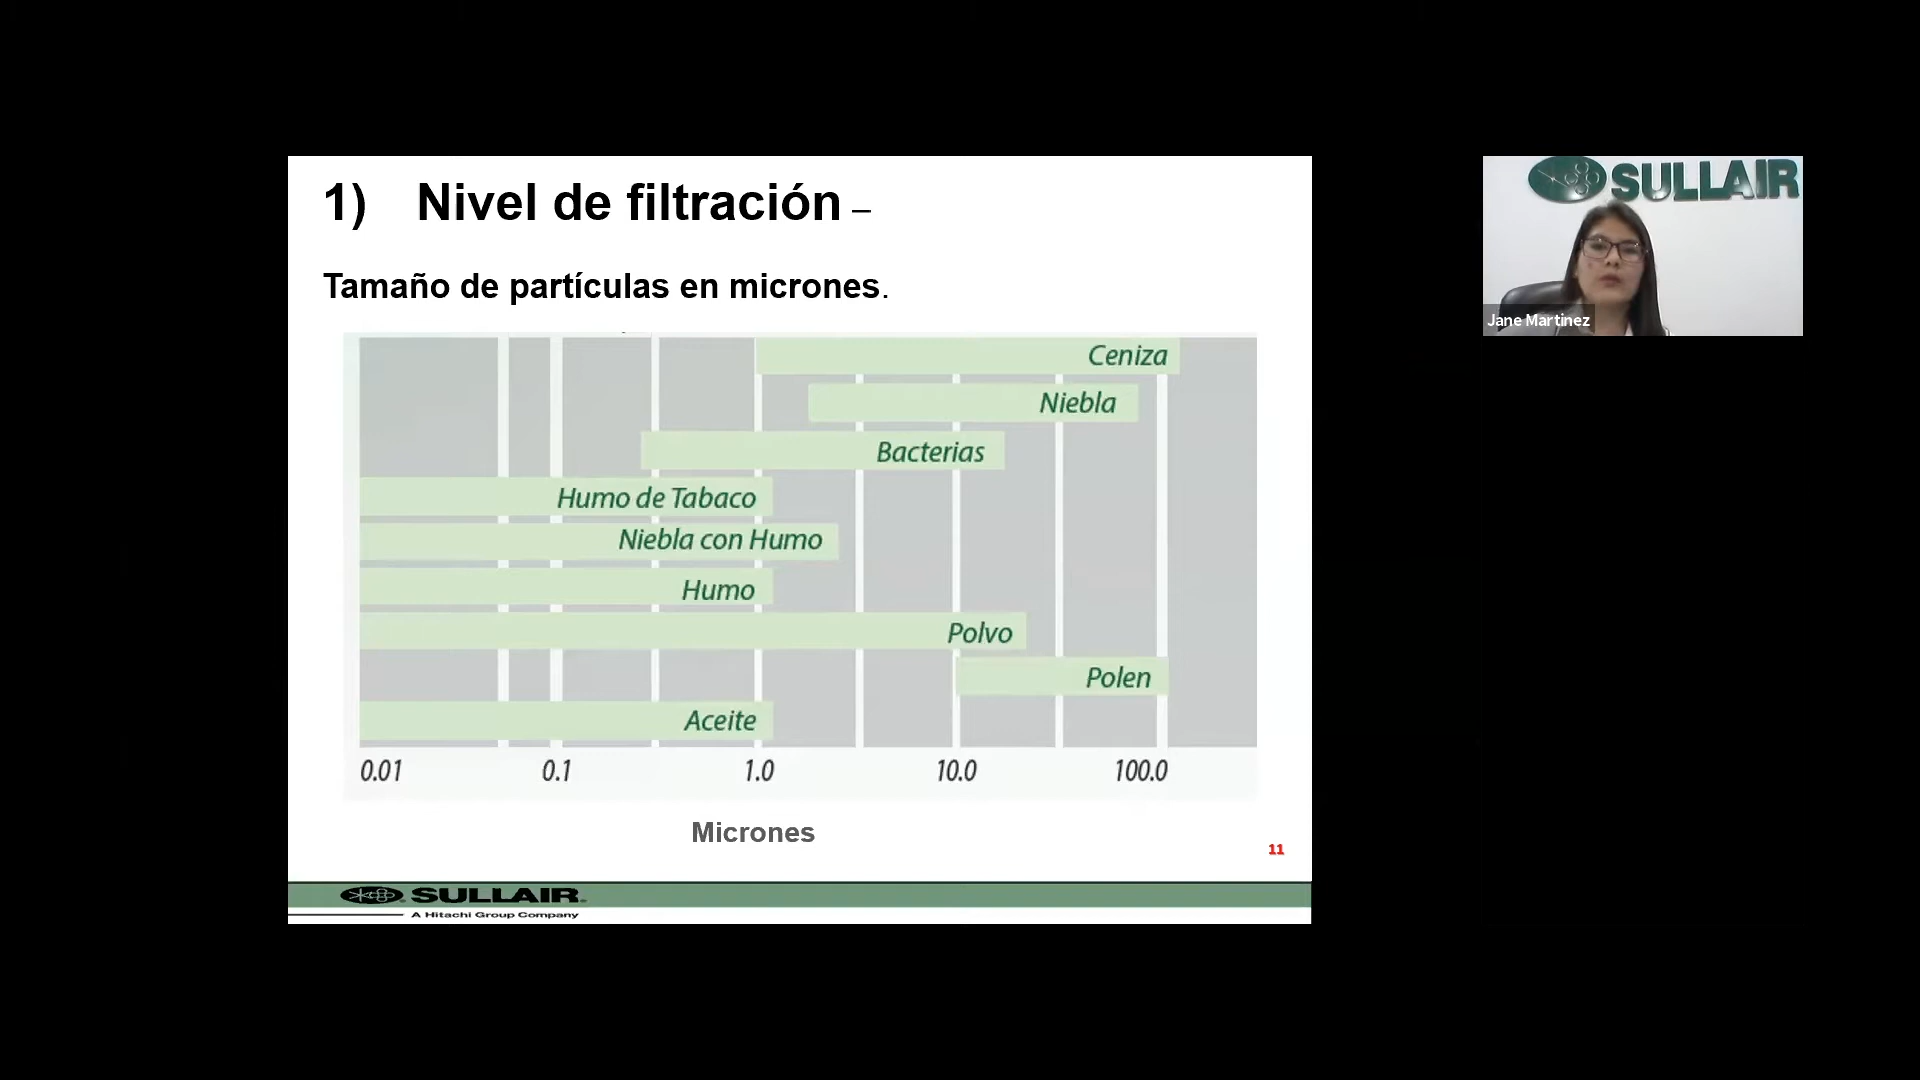 1) Nivel de filtración –
Tamaño de partículas en micrones.
Ceniza
Niebla
Bacterias
Humo de Tabaco
Niebla con Humo
Humo
Polvo
Polen
Aceite
0.01 0.1 1.0 10.0 100.0
Micrones
11
SULLAIR
A Hitachi Group Company
SULLAIR
Jane Martinez